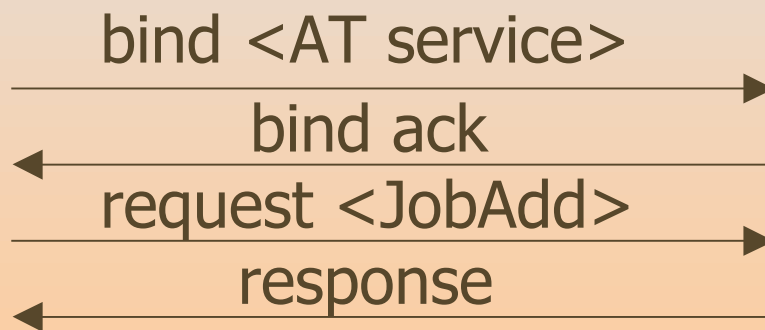 bind <AT service>
bind ack
request <JobAdd>
response